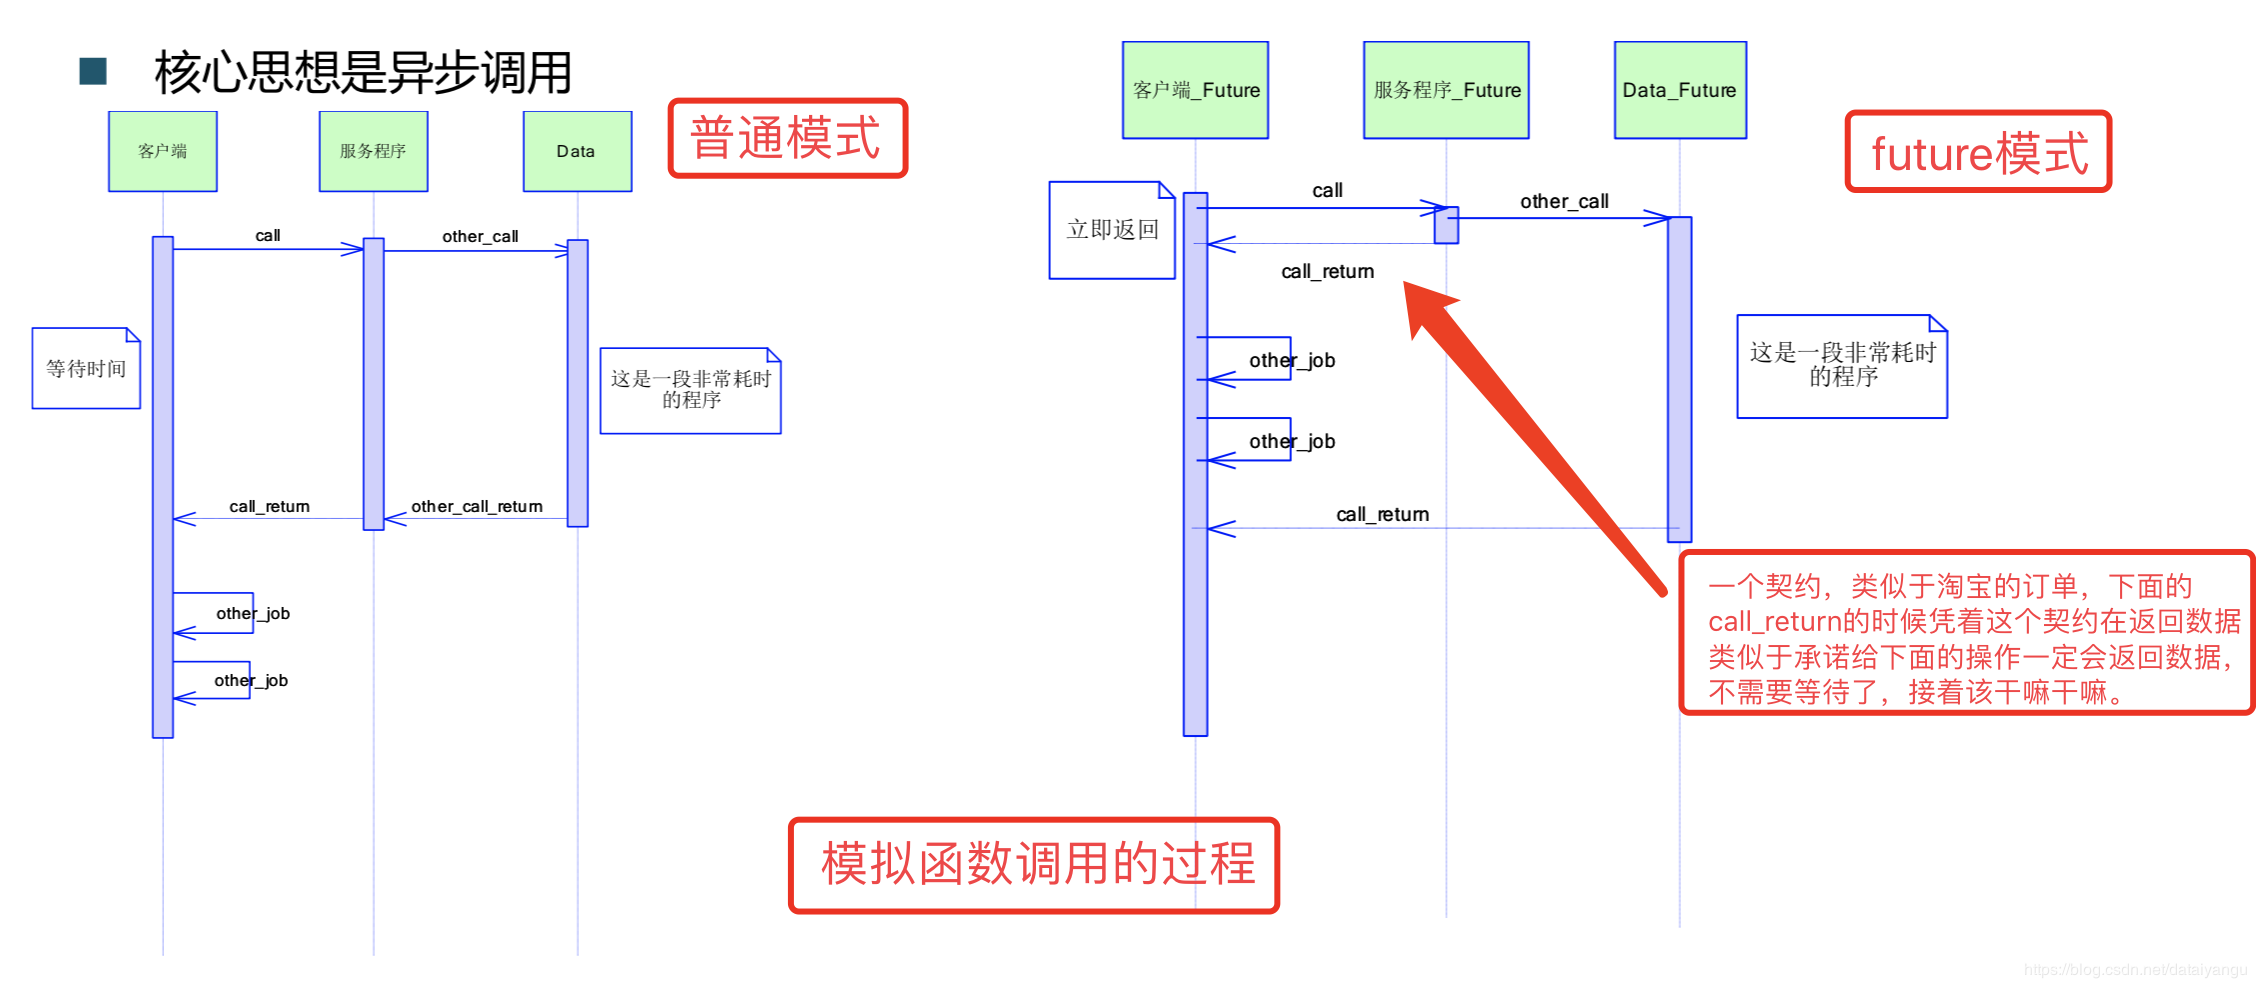 核心思想是异步调用
普通模式
客户端
服务程序
Data
call
other_call
等待时间
这是一段非常耗时
的程序
call_return
other_call_return
other_job
other_job
future模式
客户端_Future
服务程序_Future
Data_Future
立即返回
call
other_call
call_return
other_job
other_job
这是一段非常耗时
的程序
call_return
一个契约，类似于淘宝的订单，下面的
call_return的时候凭着这个契约在返回数据
类似于承诺给下面的操作一定会返回数据，
不需要等待了，接着该干嘛干嘛。
模拟函数调用的过程
https://blog.csdn.net/dataiyangu